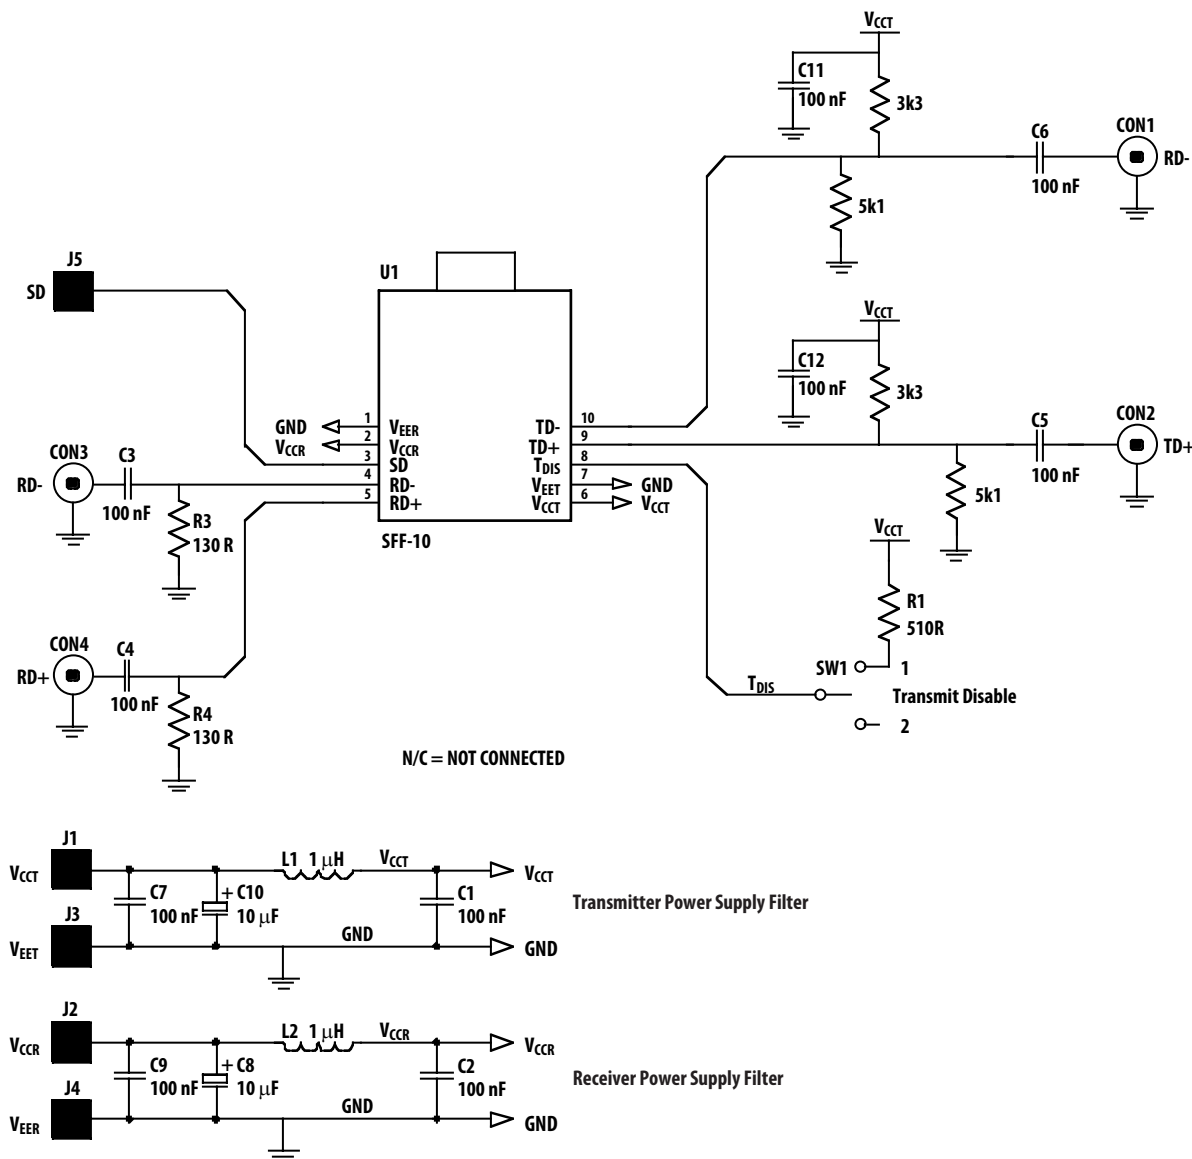 VCCT
C11
100 nF
3k3
C6
100 nF
CON1
RD-
5k1
J5
SD
U1
VCCT
C12
100 nF
3k3
C5
100 nF
CON2
TD+
5k1
GND
VCCR
1
2
3
4
5
VEER
VCCR
SD
RD-
RD+
TD-
TD+
TDIS
VEET
VCCT
10
9
8
7
6
GND
VCCT
SFF-10
CON3
RD-
C3
100 nF
R3
130 R
VCCT
R1
510R
CON4
RD+
C4
100 nF
R4
130 R
SW1
1
TDIS
Transmit Disable
2
N/C = NOT CONNECTED
J1
VCCT
L1 1 μH
VCCT
VCCT
C7
100 nF
+ C10
10 μF
C1
100 nF
Transmitter Power Supply Filter
J3
VEET
GND
GND
J2
VCCR
L2 1 μH
VCCR
VCCR
C9
100 nF
+ C8
10 μF
C2
100 nF
Receiver Power Supply Filter
J4
VEER
GND
GND